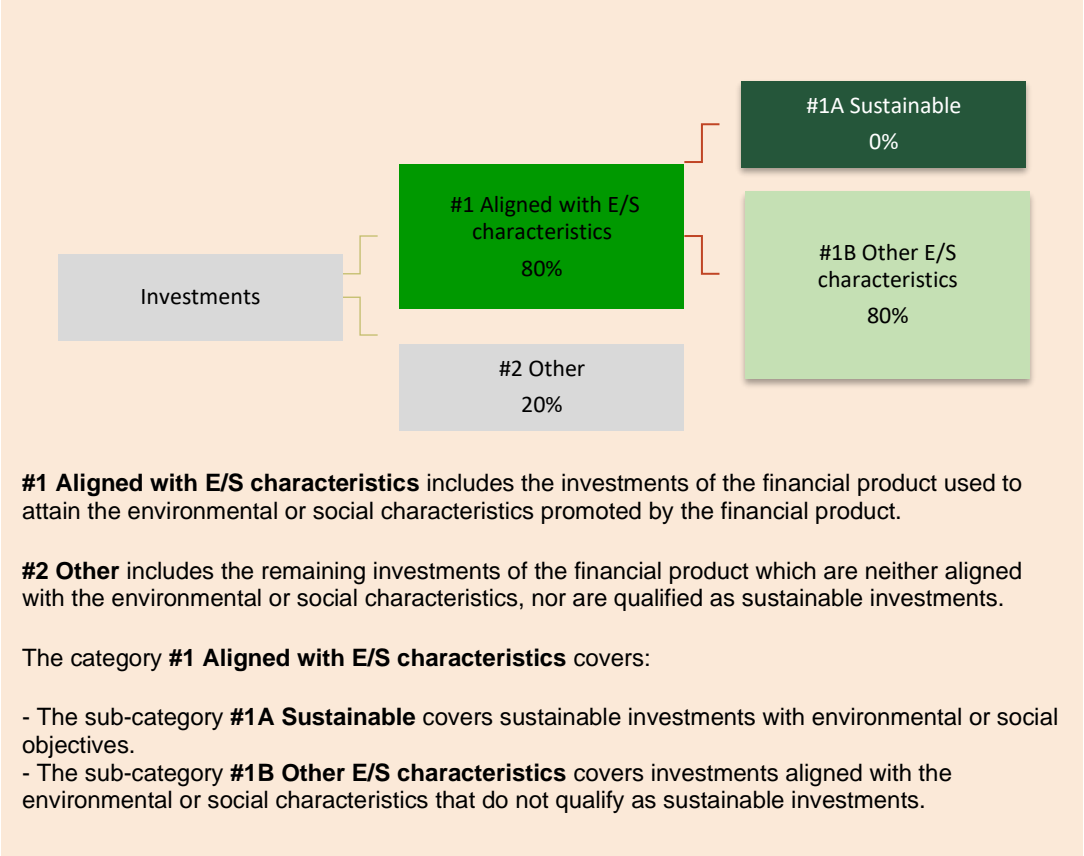 #1A Sustainable
0%
#1 Aligned with E/S
characteristics
80%
#1B Other E/S
characteristics
80%
Investments
#2 Other
20%
#1 Aligned with E/S characteristics includes the investments of the financial product used to
attain the environmental or social characteristics promoted by the financial product.
#2 Other includes the remaining investments of the financial product which are neither aligned
with the environmental or social characteristics, nor are qualified as sustainable investments.
The category #1 Aligned with E/S characteristics covers:
- The sub-category #1A Sustainable covers sustainable investments with environmental or social
objectives.
- The sub-category #1B Other E/S characteristics covers investments aligned with the
environmental or social characteristics that do not qualify as sustainable investments.